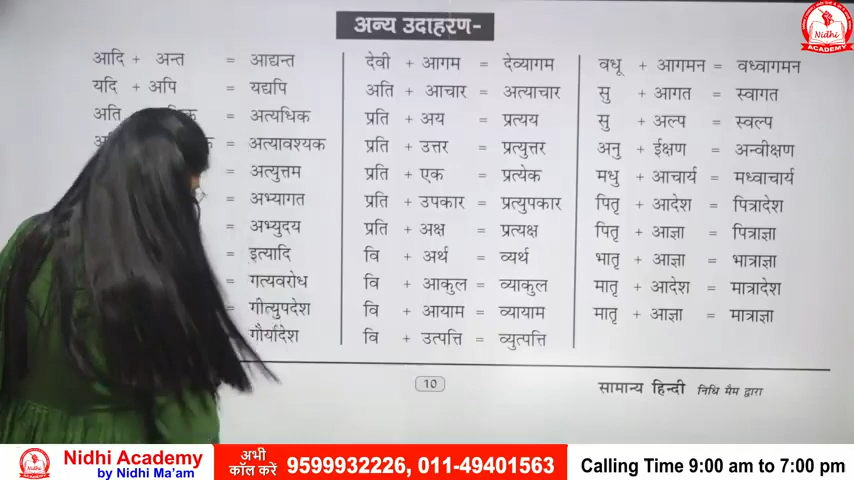 अन्य उदाहरण-
आदि + अन्त = आद्यन्त
यदि + अपि = यद्यपि
अति = अत्यधिक
= अत्यावश्यक
= अत्युत्तम
= अभ्यागत
= अभ्युदय
= इत्यादि
= गत्यवरोध
= गीत्युपदेश
गौर्यादेश
देवी + आगम = देव्यागम
अति + आचार = अत्याचार
प्रति + अय = प्रत्यय
प्रति + उत्तर = प्रत्युत्तर
प्रति + एक = प्रत्येक
प्रति + उपकार = प्रत्युपकार
प्रति + अक्ष = प्रत्यक्ष
वि + अर्थ = व्यर्थ
वि + आकुल = व्याकुल
वि + आयाम = व्यायाम
वि + उत्पत्ति = व्युत्पत्ति
वधू + आगमन = वध्वागमन
सु + आगत = स्वागत
सु + अल्प = स्वल्प
अनु + ईक्षण = अन्वीक्षण
मधु + आचार्य = मध्वाचार्य
पितृ + आदेश = पित्रादेश
पितृ + आज्ञा = पित्राज्ञा
भातृ + आज्ञा = भात्राज्ञा
मातृ + आदेश = मात्रादेश
मातृ + आज्ञा = मात्राज्ञा
10
सामान्य हिन्दी निधि मैम द्वारा
Nidhi
ACADEMY
Nidhi Academy
by Nidhi Ma'am
अभी
कॉल करें
9599932226, 011-49401563
Calling Time 9:00 am to 7:00 pm